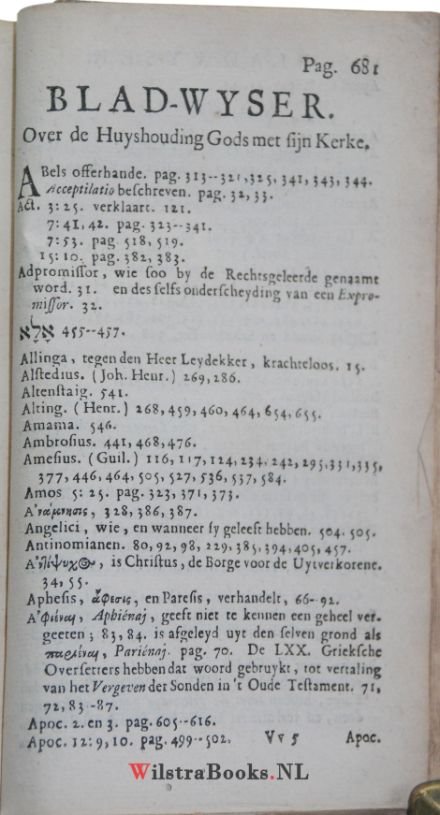 Pag. 681
BLAD-WYSER.
Over de Huyshouding Gods met sijn Kerke.
ABels offerhande. pag. 313--321, 325, 341, 343, 344.
Acceptilatio beschreven. pag. 32, 33.
Act. 3: 25. verklaart. 121.
7: 41, 42. pag. 323--341.
7: 53. pag. 518, 519.
15: 10. pag. 382, 383.
Adpromissor, wie soo by de Rechtsgeleerde genaamt
word. 31. en des selfs onderscheyding van een Expro-
missor. 32.
אלא 455--457.
Allinga, tegen den Heer Leydekker, krachteloos. 15.
Alstedius. (Joh. Henr.) 269, 286.
Altenstaig. 541.
Alting. (Henr.) 268, 459, 460, 464, 654, 655.
Amama. 546.
Ambrosius. 441, 468, 476.
Amesius. (Guil.) 116, 117, 124, 234, 242, 295, 331, 335,
377, 446, 464, 505, 527, 536, 537, 584.
Amos 5: 25. pag. 323, 371, 373.
Ἀνάμνησις, 328, 386, 387.
Angelici, wie, en wanneer sy geleeft hebben. 504. 505.
Antinomianen. 80, 92, 98, 229, 385, 394, 405, 457.
Ἀντίψυχος, is Christus, de Borge voor de Uytverkorene.
34, 55.
Aphesis, ἄφεσις, en Paresis, verhandelt, 66--92.
Ἀφιέναι, Aphiénaj, geeft niet te kennen een geheel ver-
geeten; 83, 84. is afgeleyd uyt den selven grond als
παριέναι, Pariénaj. pag. 70. De LXX. Grieksche
Oversetters hebben dat woord gebruykt, tot vertaling
van het Vergeven der Sonden in 't Oude Testament. 71,
72, 83--87.
Apoc. 2. en 3. pag. 605--616.
Apoc. 12: 9, 10. pag. 499--502. Vv 5 Apoc.
WilstraBooks.NL